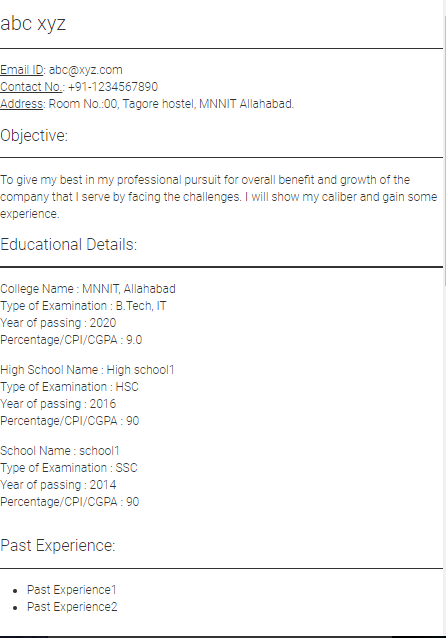 abc xyz
Email ID: abc@xyz.com
Contact No.: +91-1234567890
Address: Room No.:00, Tagore hostel, MNNIT Allahabad.
Objective:
To give my best in my professional pursuit for overall benefit and growth of the
company that I serve by facing the challenges. I will show my caliber and gain some
experience.
Educational Details:
College Name : MNNIT, Allahabad
Type of Examination : B.Tech, IT
Year of passing : 2020
Percentage/CPI/CGPA : 9.0
High School Name : High school1
Type of Examination : HSC
Year of passing : 2016
Percentage/CPI/CGPA : 90
School Name : school1
Type of Examination : SSC
Year of passing : 2014
Percentage/CPI/CGPA : 90
Past Experience:
• Past Experience1
• Past Experience2